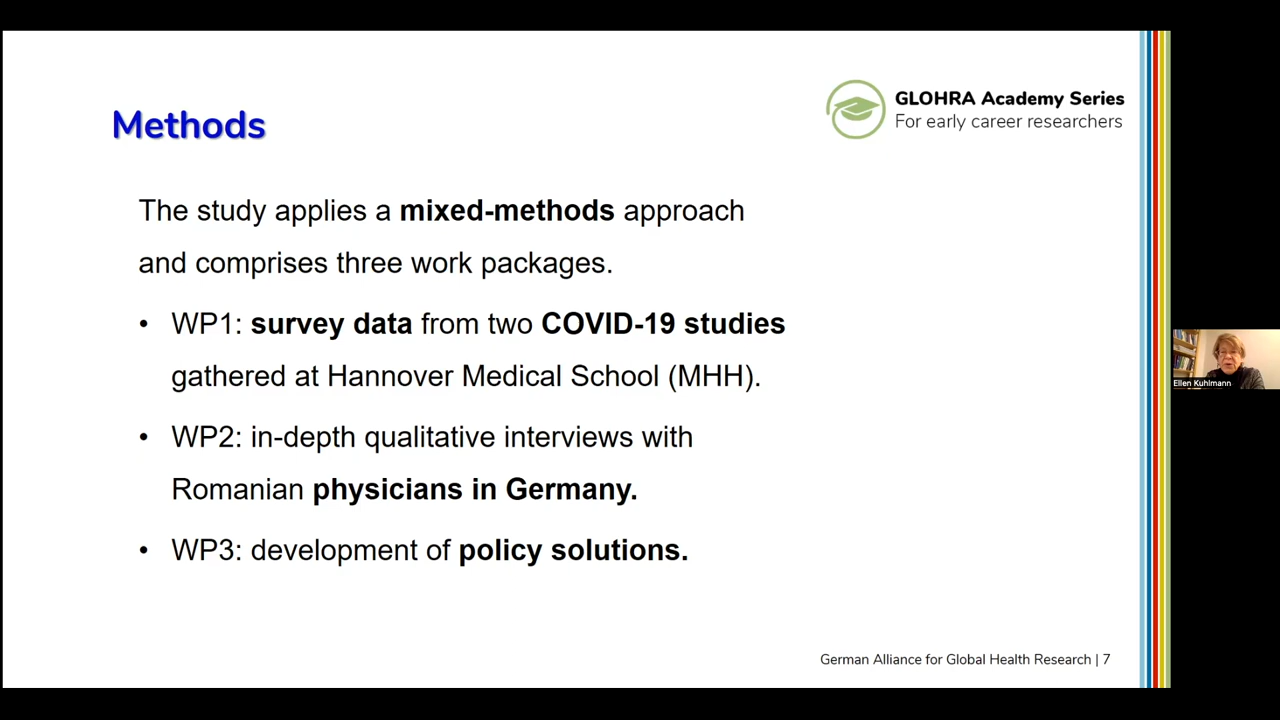 GLOHRA Academy Series
For early career researchers
Methods
The study applies a mixed-methods approach
and comprises three work packages.
• WP1: survey data from two COVID-19 studies
gathered at Hannover Medical School (MHH).
• WP2: in-depth qualitative interviews with
Romanian physicians in Germany.
• WP3: development of policy solutions.
Ellen Kuhlmann
German Alliance for Global Health Research | 7